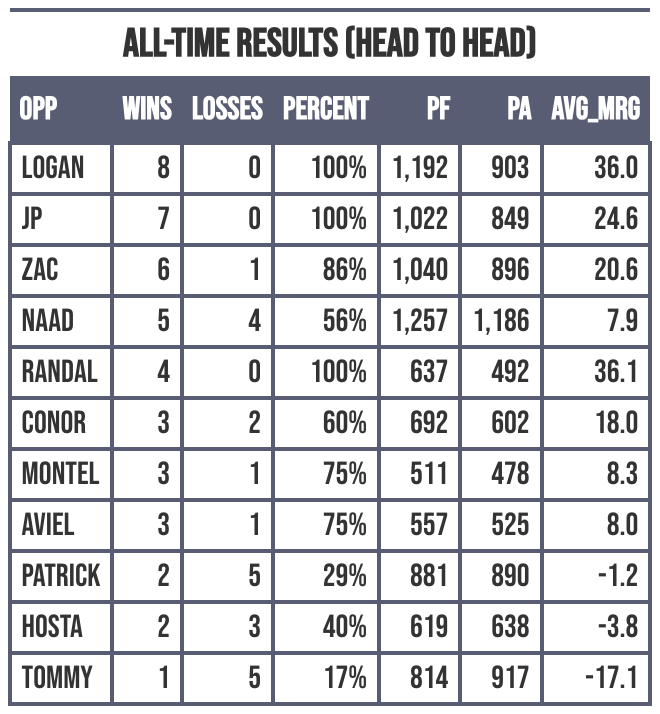 ALL-TIME RESULTS (HEAD TO HEAD)
OPP WINS LOSSES PERCENT PF PA AVG_MRG
LOGAN 8 0 100% 1,192 903 36.0
JP 7 0 100% 1,022 849 24.6
ZAC 6 1 86% 1,040 896 20.6
NAAD 5 4 56% 1,257 1,186 7.9
RANDAL 4 0 100% 637 492 36.1
CONOR 3 2 60% 692 602 18.0
MONTEL 3 1 75% 511 478 8.3
AVIEL 3 1 75% 557 525 8.0
PATRICK 2 5 29% 881 890 -1.2
HOSTA 2 3 40% 619 638 -3.8
TOMMY 1 5 17% 814 917 -17.1